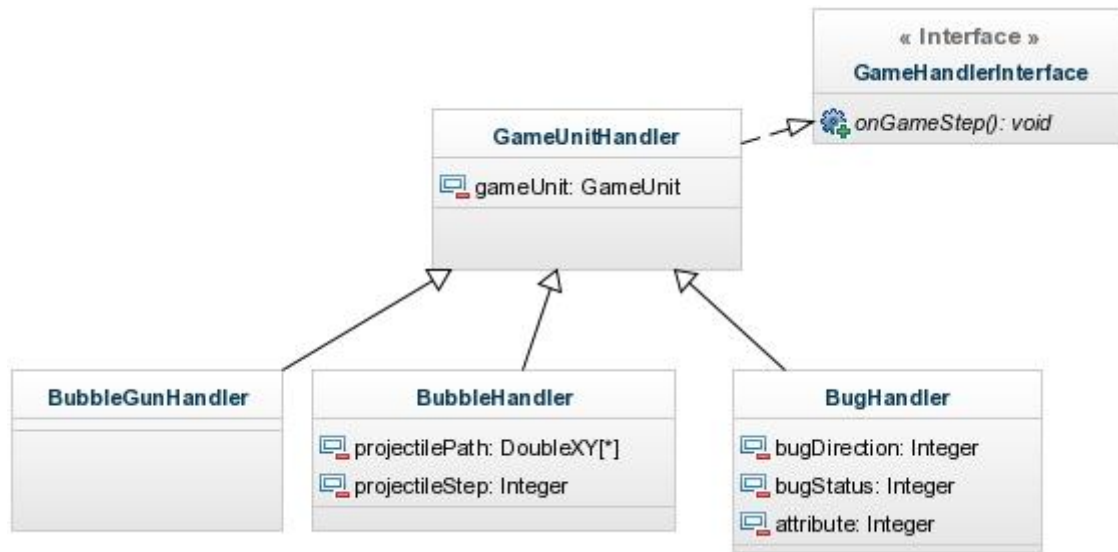 « Interface »
GameHandlerInterface
onGameStep(): void
GameUnitHandler
gameUnit: GameUnit
BubbleGunHandler
BubbleHandler
projectilePath: DoubleXY[*]
projectileStep: Integer
BugHandler
bugDirection: Integer
bugStatus: Integer
attribute: Integer